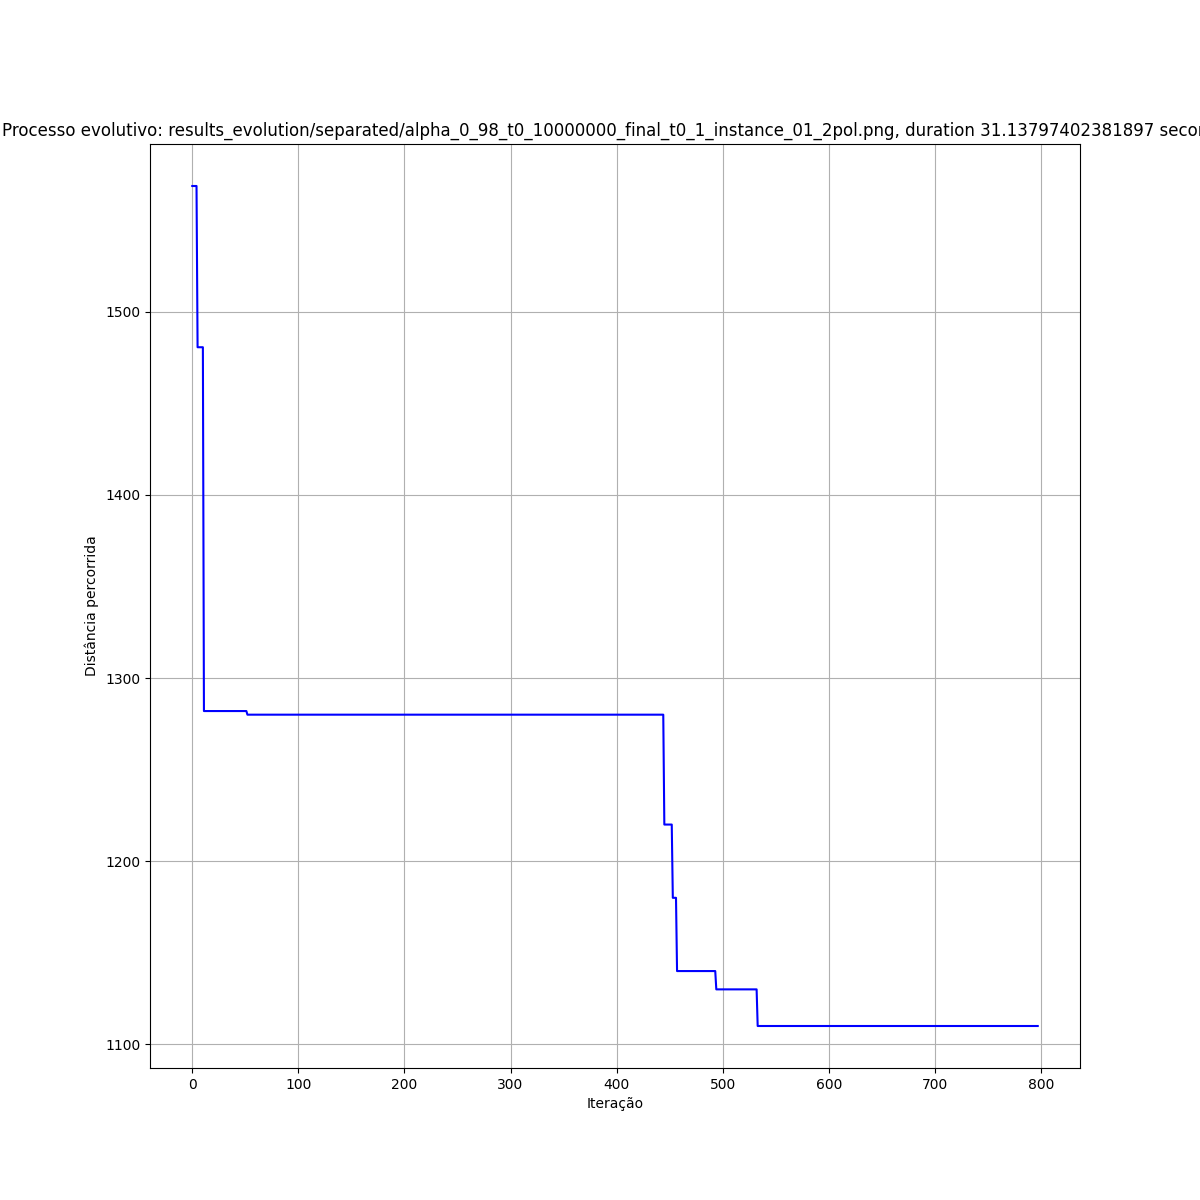 Processo evolutivo: results_evolution/separated/alpha_0_98_t0_10000000_final_t0_1_instance_01_2pol.png, duration 31.13797402381897
1500
1400
1300
1200
1100
Distância percorrida
0 100 200 300 400 500 600 700 800
Iteração